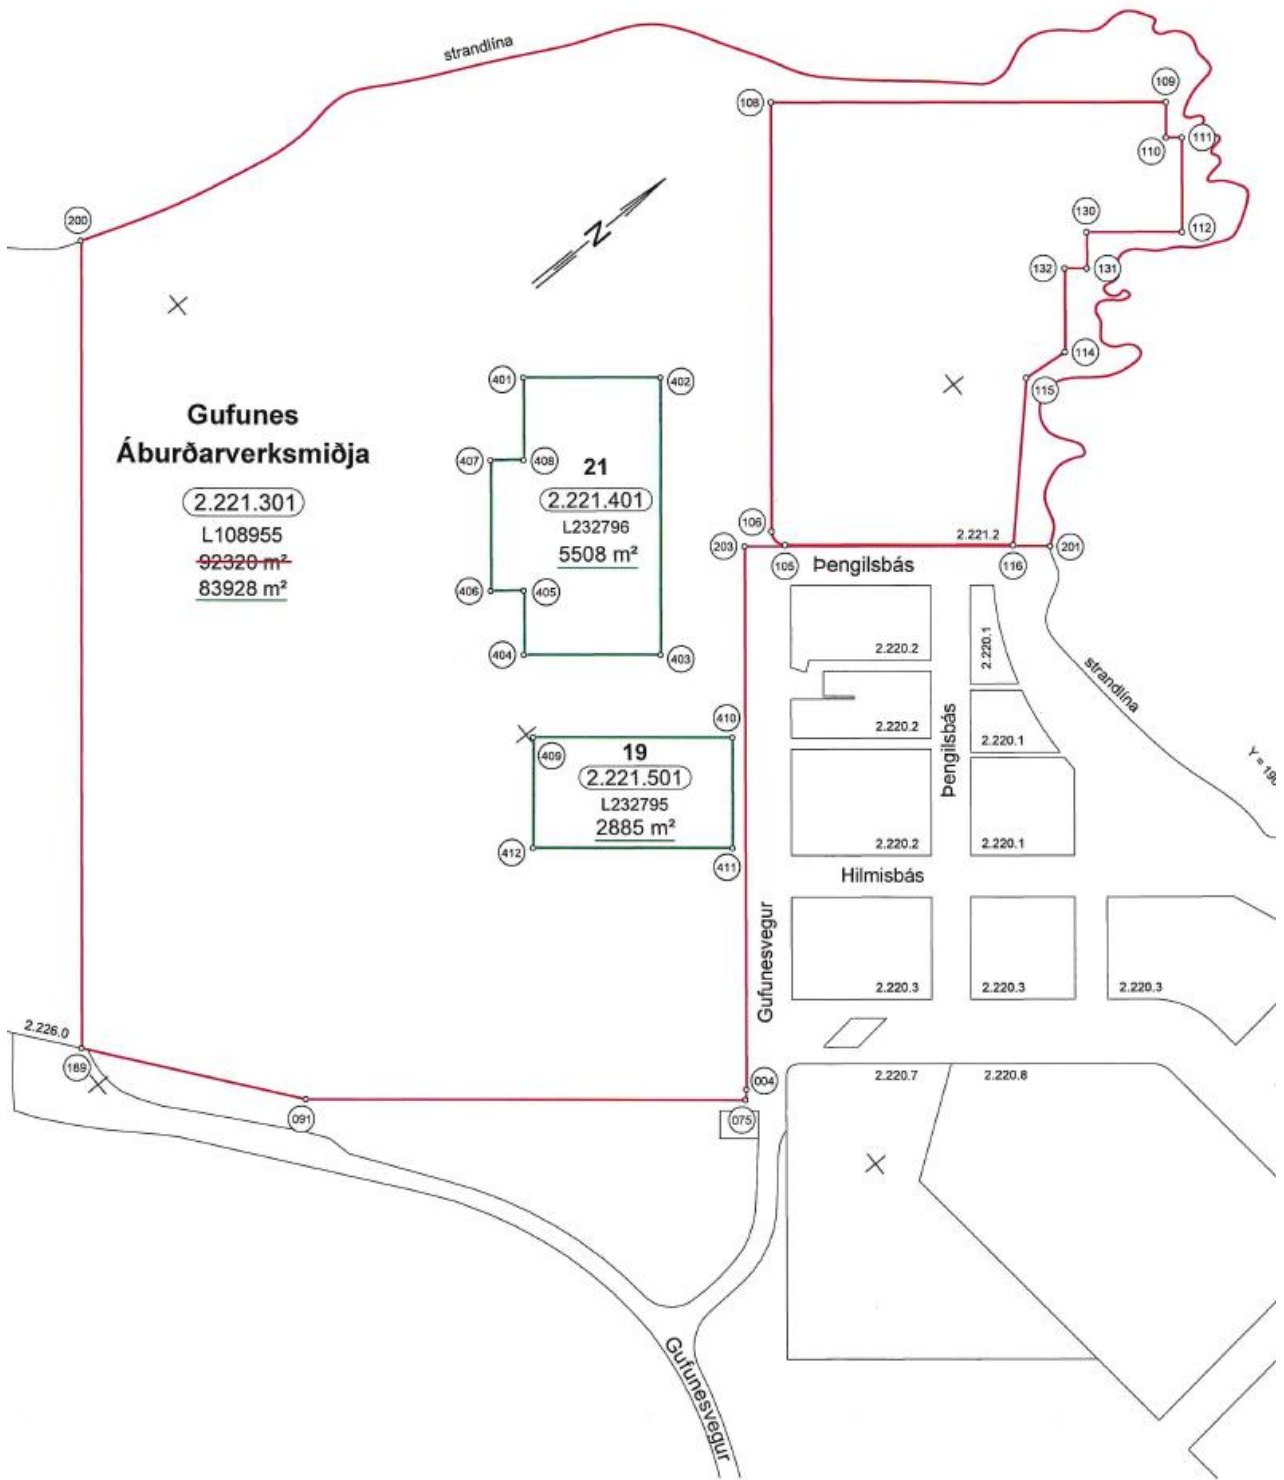 strandlína
109
108
111
110
200
130
112
N
132
131
114
401
402
115
Gufunes
Áburðarverksmiðja
2.221.301
L108955
92320 m²
83928 m²
407
408
21
2.221.401
L232796
5508 m²
106
203
105
2.221.2
116
201
Þengilsbás
406
405
404
403
2.220.2
2.220.1
strandlína
410
2.220.2
Þengilsbás
2.220.1
409
19
2.221.501
L232795
2885 m²
Y = 198
412
411
2.220.2
2.220.1
Hilmisbás
Gufunesvegur
2.220.3
2.220.3
2.220.3
2.226.0
189
004
2.220.7
2.220.8
091
075
Gufunesvegur